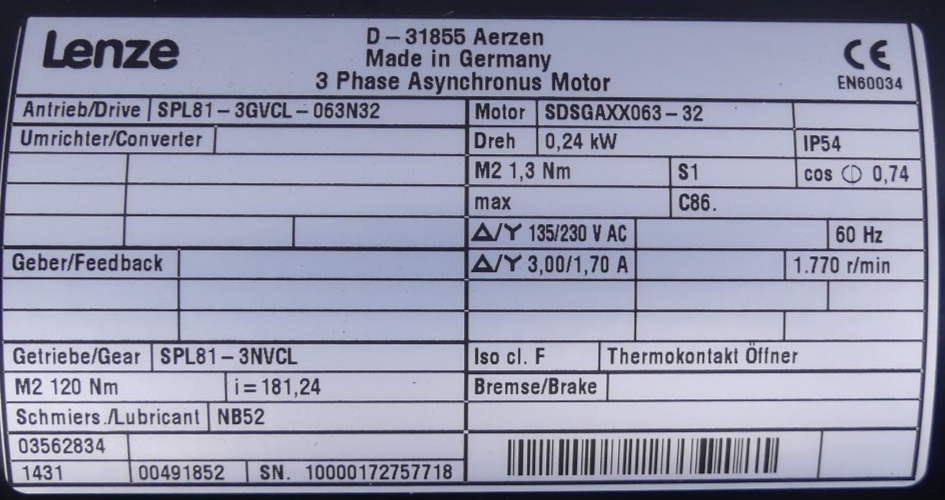 Lenze
D - 31855 Aerzen
Made in Germany
3 Phase Asynchronus Motor
CE
EN60034
Antrieb/Drive SPL81 - 3GVCL - 063N32
Umrichter/Converter
Geber/Feedback
Getriebe/Gear SPL81 - 3NVCL
M2 120 Nm i = 181,24
Schmiers./Lubricant NB52
03562834
1431 00491852 SN. 10000172757718
Motor SDSGAXX063 - 32
Dreh 0,24 kW IP54
M2 1,3 Nm S1 cos Φ 0,74
max C86.
Δ/Y 135/230 V AC 60 Hz
Δ/Y 3,00/1,70 A 1.770 r/min
Iso cl. F Thermokontakt Öffner
Bremse/Brake